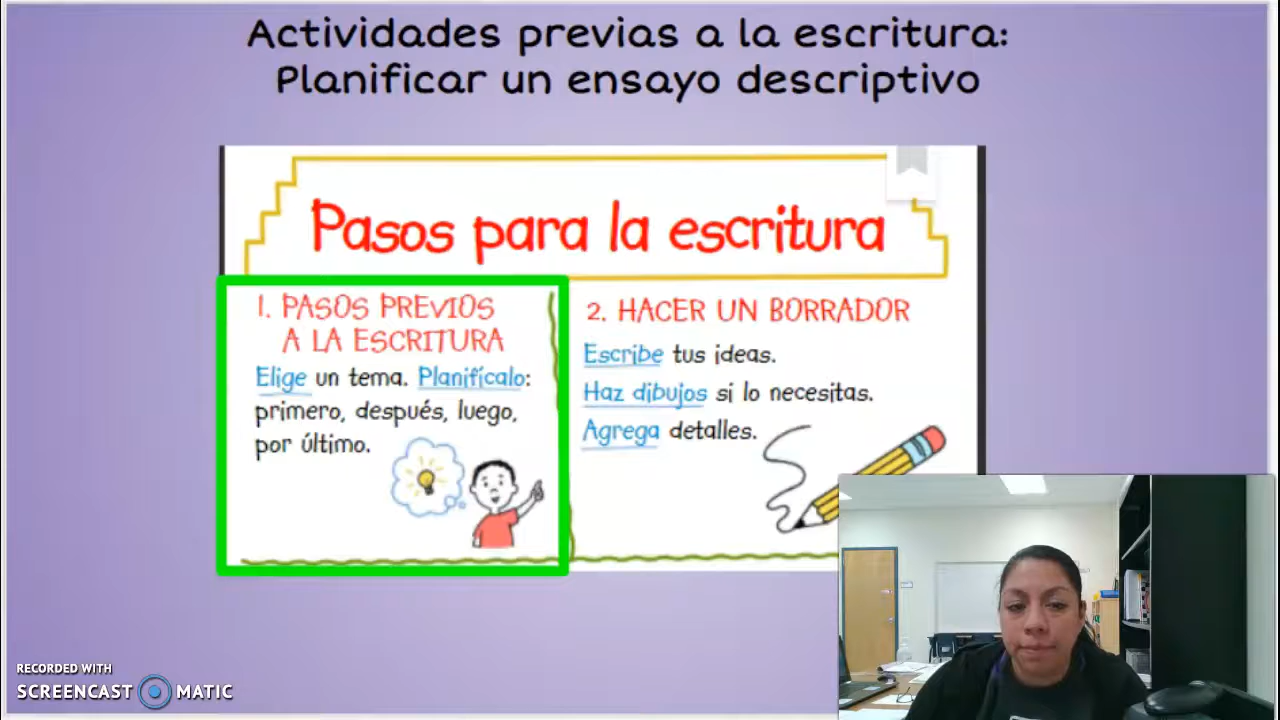 Actividades previas a la escritura:
Planificar un ensayo descriptivo
Pasos para la escritura
1. PASOS PREVIOS
A LA ESCRITURA
Elige un tema. Planifícalo:
primero, después, luego,
por último.
2. HACER UN BORRADOR
Escribe tus ideas.
Haz dibujos si lo necesitas.
Agrega detalles.
RECORDED WITH
SCREENCAST MATIC